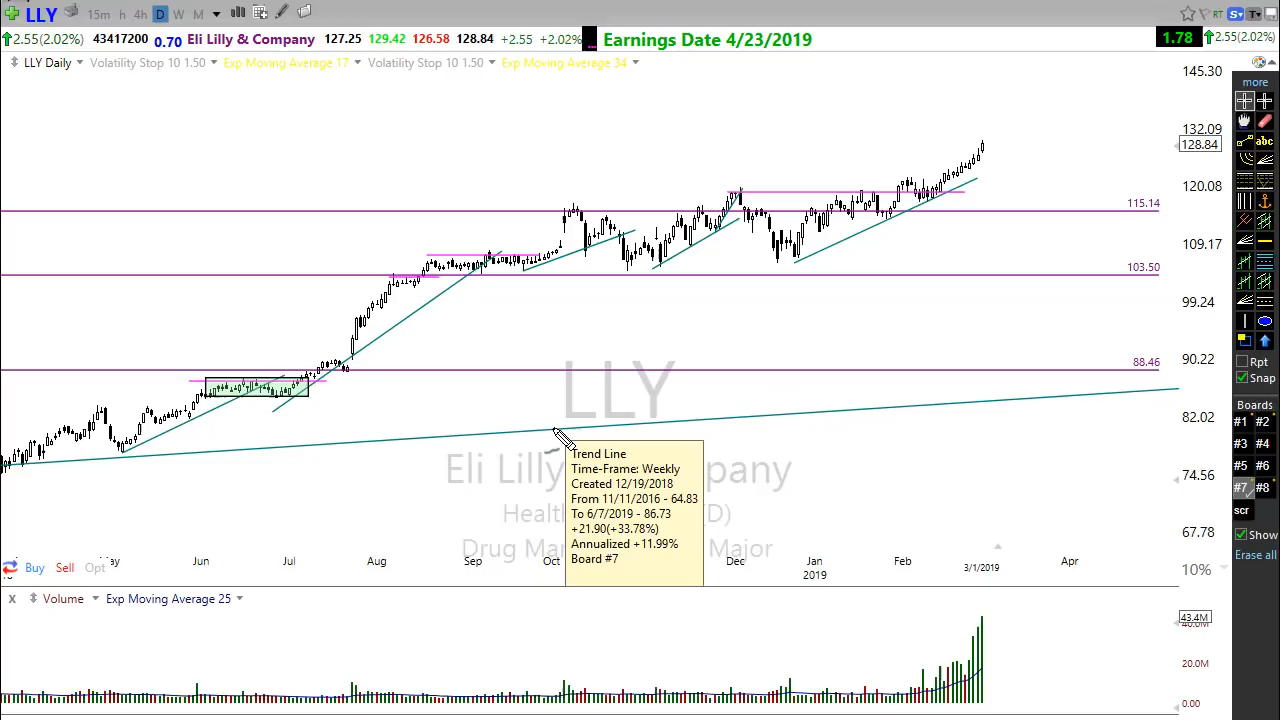 LLY 15m h 4h D W M
2.55(2.02%) 43417200 0.70 Eli Lilly & Company 127.25 129.42 126.58 128.84 +2.55 +2.02% Earnings Date 4/23/2019 1.78 2.55(2.02%)
LLY Daily Volatility Stop 10 1.50 Exp Moving Average 17 Volatility Stop 10 1.50 Exp Moving Average 34
RT S T
more
abc
Rpt
Snap
Boards
#1 #2
#3 #4
#5 #6
#7 #8
scr
Show
Erase all
145.30
132.09
128.84
120.08
109.17
99.24
90.22
82.02
74.56
67.78
10%
115.14
103.50
88.46
LLY
Eli Lilly
pany
Health
D)
Drug Ma
Major
Trend Line
Time-Frame: Weekly
Created 12/19/2018
From 11/11/2016 - 64.83
To 6/7/2019 - 86.73
+21.90(+33.78%)
Annualized +11.99%
Board #7
Jun Jul Aug Sep Oct Dec Jan Feb 3/1/2019 Apr
2019
Buy Sell Opt
X Volume Exp Moving Average 25
43.4M
20.0M
0.00